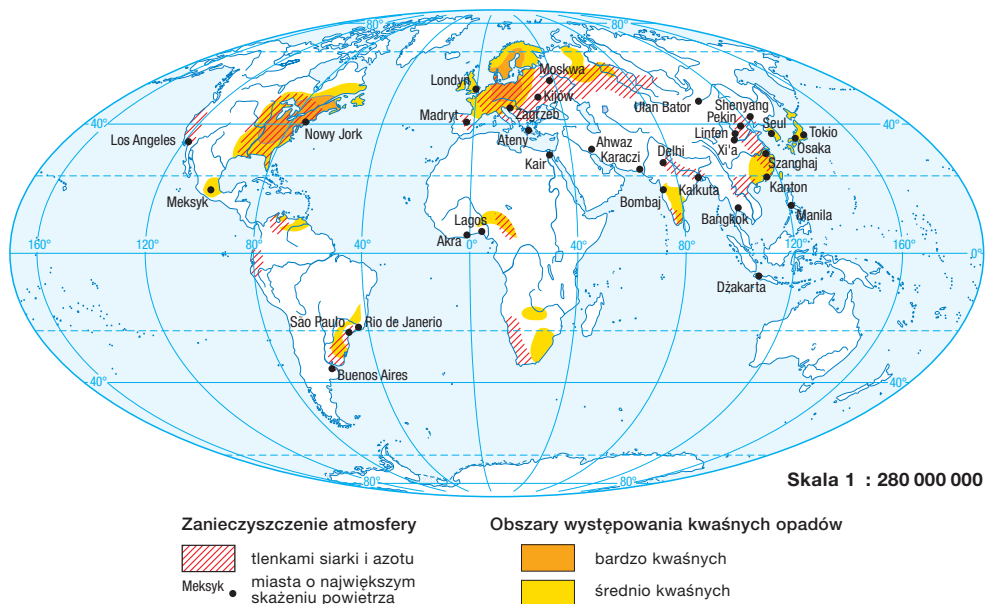 80°
80°
Londyn
Moskwa
Kijów
Ułan Bator
Shenyang
Pekin
Seul
Tokio
Madryt
Zagrzeb
40°
40°
Los Angeles
Nowy Jork
Ateny
Ahwaz
Linfen
Osaka
Kair
Karaczi
Delhi
Xi'a
Szanghaj
Meksyk
Bombaj
Kalkuta
Kanton
Lagos
Bangkok
Manila
Akra
160°
120°
80°
40°
0°
40°
80°
120°
160°
0°
Dżakarta
São Paulo
Rio de Janerio
Buenos Aires
40°
40°
80°
80°
Skala 1 : 280 000 000
Zanieczyszczenie atmosfery
tlenkami siarki i azotu
Meksyk
miasta o największym
skażeniu powietrza
Obszary występowania kwaśnych opadów
bardzo kwaśnych
średnio kwaśnych